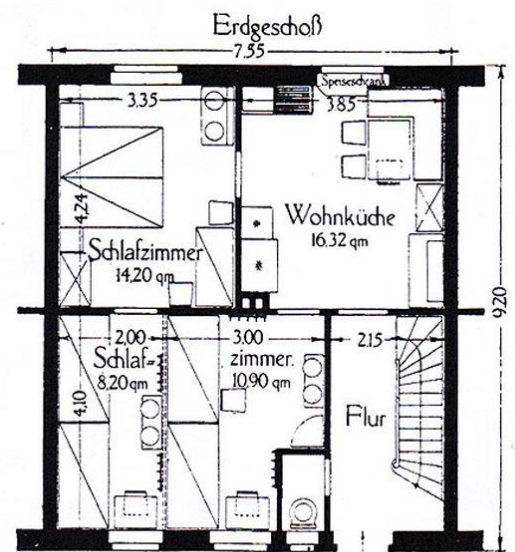 Erdgeschoß
7.55
Speiseschrank
3.35
3.85
4,24
Wohnküche
16.32 qm
Schlafzimmer
14,20 qm
9,20
2,00
3,00
2.15
Schlaf-
zimmer.
8,20 qm
10,90 qm
4,10
Flur